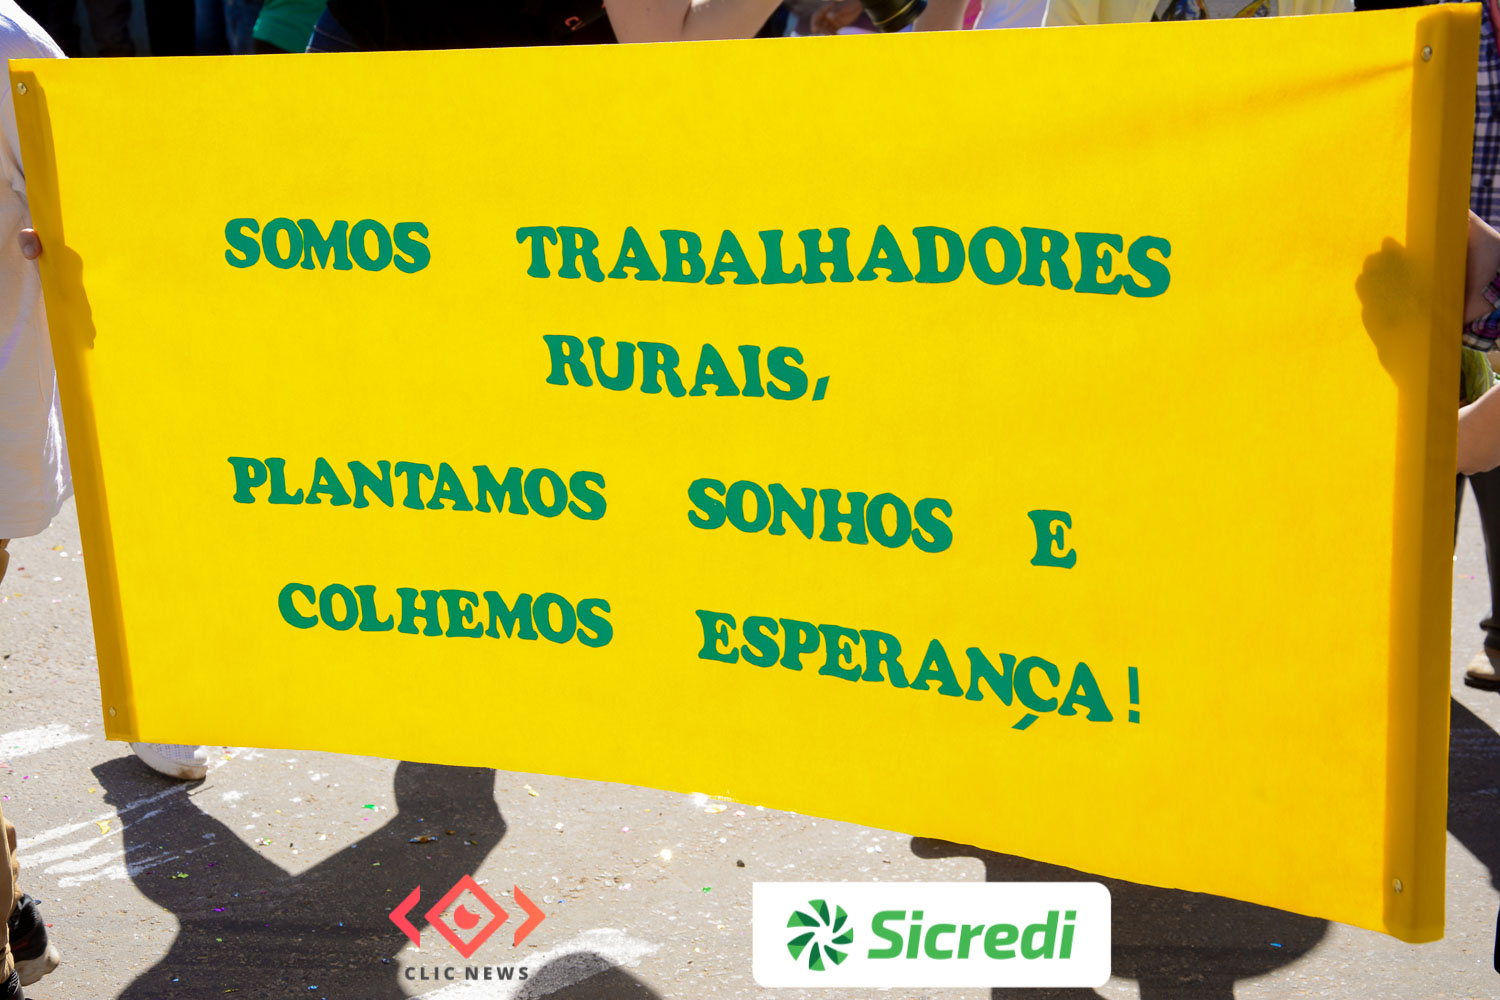 SOMOS TRABALHADORES
RURAIS,
PLANTAMOS SONHOS E
COLHEMOS ESPERANÇA!
CLIC NEWS
Sicredi